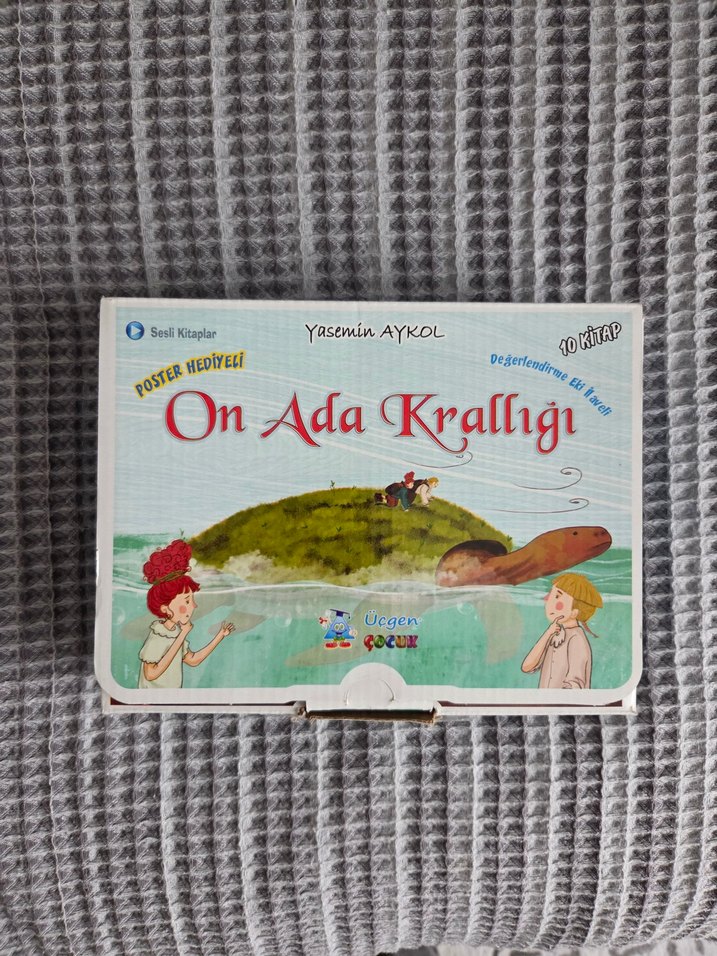 Sesli Kitaplar
Yasemin AYKOL
10 KİTAP
POSTER HEDİYELİ
Değerlendirme Eki İlaveli
On Ada Krallığı
Üçgen
ÇOCUK